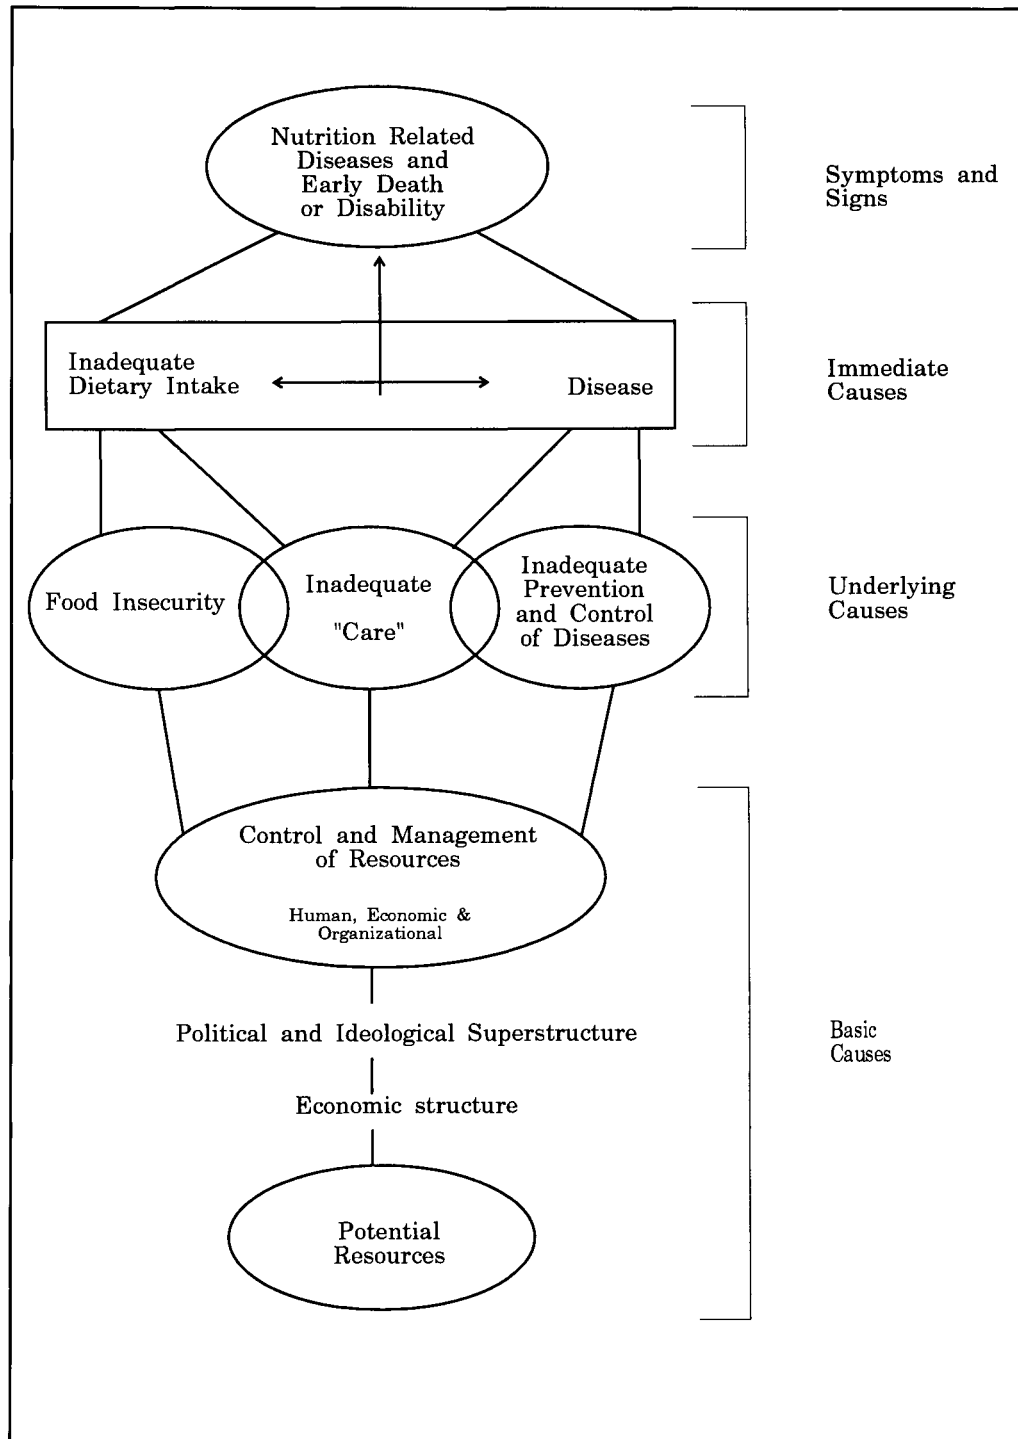 Nutrition Related
Diseases and
Early Death
or Disability
Symptoms and
Signs
Inadequate
Dietary Intake
Disease
Immediate
Causes
Food Insecurity
Inadequate
"Care"
Inadequate
Prevention
and Control
of Diseases
Underlying
Causes
Control and Management
of Resources
Human, Economic &
Organizational
Political and Ideological Superstructure
Economic structure
Potential
Resources
Basic
Causes